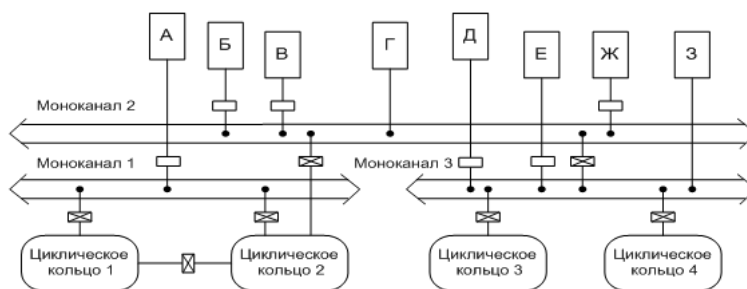 А
Б
В
Г
Д
Е
Ж
З
Моноканал 2
Моноканал 1
Моноканал 3
Циклическое
кольцо 1
Циклическое
кольцо 2
Циклическое
кольцо 3
Циклическое
кольцо 4